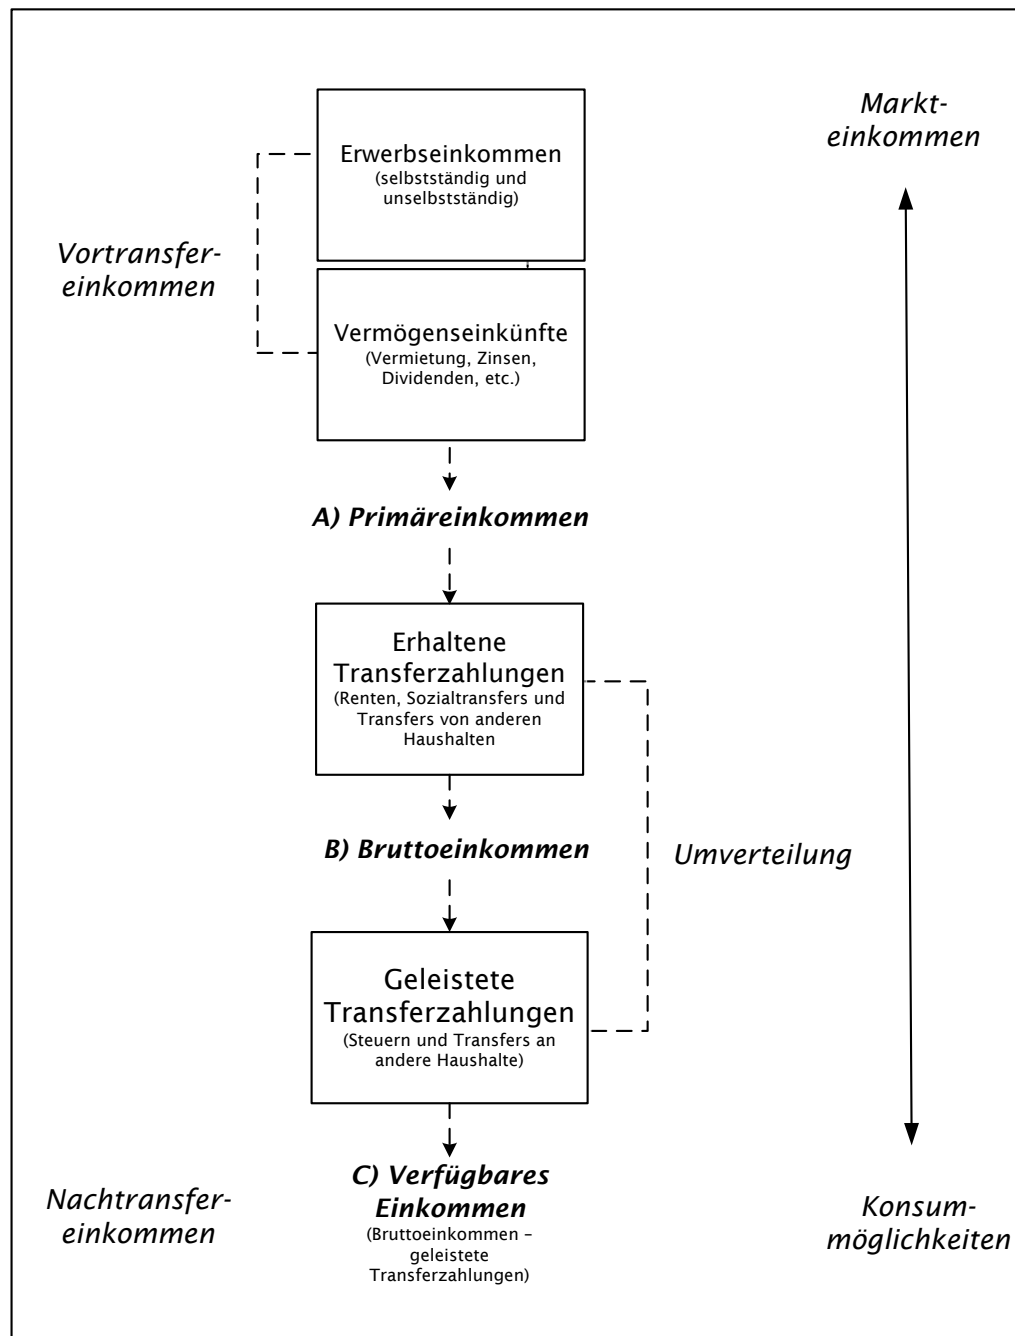 Markt-
einkommen
Erwerbseinkommen
(selbstständig und
unselbstständig)
Vortransfer-
einkommen
Vermögenseinkünfte
(Vermietung, Zinsen,
Dividenden, etc.)
A) Primäreinkommen
Erhaltene
Transferzahlungen
(Renten, Sozialtransfers und
Transfers von anderen
Haushalten
B) Bruttoeinkommen
Umverteilung
Geleistete
Transferzahlungen
(Steuern und Transfers an
andere Haushalte)
C) Verfügbares
Einkommen
(Bruttoeinkommen –
geleistete
Transferzahlungen)
Nachtransfer-
einkommen
Konsum-
möglichkeiten